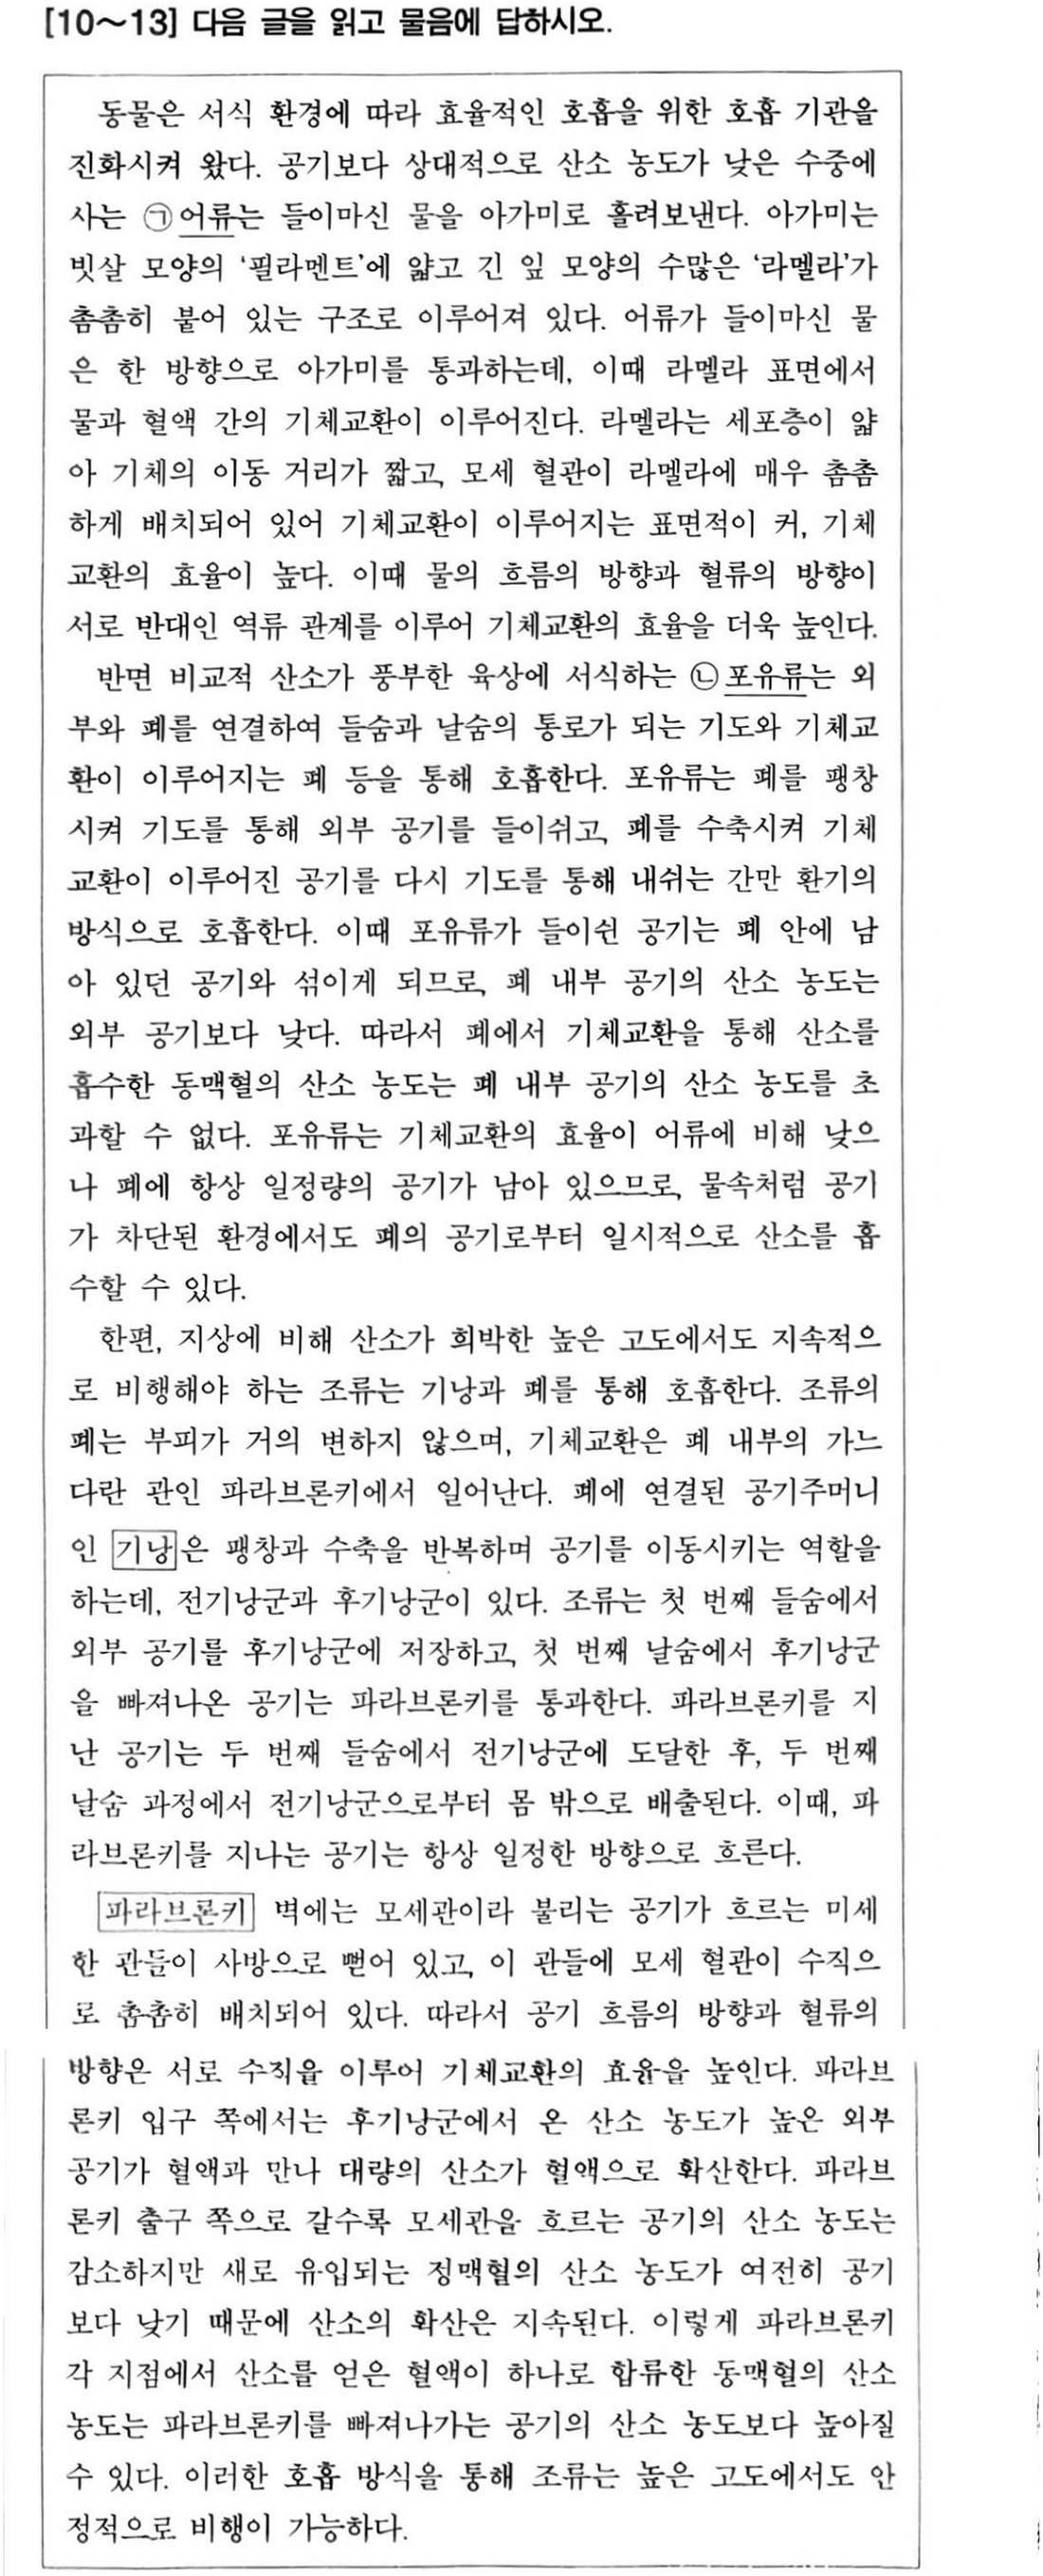 [10～13] 다음 글을 읽고 물음에 답하시오.
동물은 서식 환경에 따라 효율적인 호흡을 위한 호흡 기관을
진화시켜 왔다. 공기보다 상대적으로 산소 농도가 낮은 수중에
사는 ㉠어류는 들이마신 물을 아가미로 흘려보낸다. 아가미는
빗살 모양의 ‘필라멘트’에 얇고 긴 잎 모양의 수많은 ‘라멜라’가
촘촘히 붙어 있는 구조로 이루어져 있다. 어류가 들이마신 물
은 한 방향으로 아가미를 통과하는데, 이때 라멜라 표면에서
물과 혈액 간의 기체교환이 이루어진다. 라멜라는 세포층이 얇
아 기체의 이동 거리가 짧고, 모세 혈관이 라멜라에 매우 촘촘
하게 배치되어 있어 기체교환이 이루어지는 표면적이 커, 기체
교환의 효율이 높다. 이때 물의 흐름의 방향과 혈류의 방향이
서로 반대인 역류 관계를 이루어 기체교환의 효율을 더욱 높인다.
반면 비교적 산소가 풍부한 육상에 서식하는 ㉡포유류는 외
부와 폐를 연결하여 들숨과 날숨의 통로가 되는 기도와 기체교
환이 이루어지는 폐 등을 통해 호흡한다. 포유류는 폐를 팽창
시켜 기도를 통해 외부 공기를 들이쉬고, 폐를 수축시켜 기체
교환이 이루어진 공기를 다시 기도를 통해 내쉬는 간만 환기의
방식으로 호흡한다. 이때 포유류가 들이쉰 공기는 폐 안에 남
아 있던 공기와 섞이게 되므로, 폐 내부 공기의 산소 농도는
외부 공기보다 낮다. 따라서 폐에서 기체교환을 통해 산소를
흡수한 동맥혈의 산소 농도는 폐 내부 공기의 산소 농도를 초
과할 수 없다. 포유류는 기체교환의 효율이 어류에 비해 낮으
나 폐에 항상 일정량의 공기가 남아 있으므로, 물속처럼 공기
가 차단된 환경에서도 폐의 공기로부터 일시적으로 산소를 흡
수할 수 있다.
한편, 지상에 비해 산소가 희박한 높은 고도에서도 지속적으
로 비행해야 하는 조류는 기낭과 폐를 통해 호흡한다. 조류의
폐는 부피가 거의 변하지 않으며, 기체교환은 폐 내부의 가느
다란 관인 파라브론키에서 일어난다. 폐에 연결된 공기주머니
인 기낭은 팽창과 수축을 반복하며 공기를 이동시키는 역할을
하는데, 전기낭군과 후기낭군이 있다. 조류는 첫 번째 들숨에서
외부 공기를 후기낭군에 저장하고, 첫 번째 날숨에서 후기낭군
을 빠져나온 공기는 파라브론키를 통과한다. 파라브론키를 지
난 공기는 두 번째 들숨에서 전기낭군에 도달한 후, 두 번째
날숨 과정에서 전기낭군으로부터 몸 밖으로 배출된다. 이때, 파
라브론키를 지나는 공기는 항상 일정한 방향으로 흐른다.
파라브론키 벽에는 모세관이라 불리는 공기가 흐르는 미세
한 관들이 사방으로 뻗어 있고, 이 관들에 모세 혈관이 수직으
로 촘촘히 배치되어 있다. 따라서 공기 흐름의 방향과 혈류의
방향은 서로 수직을 이루어 기체교환의 효율을 높인다. 파라브
론키 입구 쪽에서는 후기낭군에서 온 산소 농도가 높은 외부
공기가 혈액과 만나 대량의 산소가 혈액으로 확산한다. 파라브
론키 출구 쪽으로 갈수록 모세관을 흐르는 공기의 산소 농도는
감소하지만 새로 유입되는 정맥혈의 산소 농도가 여전히 공기
보다 낮기 때문에 산소의 확산은 지속된다. 이렇게 파라브론키
각 지점에서 산소를 얻은 혈액이 하나로 합류한 동맥혈의 산소
농도는 파라브론키를 빠져나가는 공기의 산소 농도보다 높아질
수 있다. 이러한 호흡 방식을 통해 조류는 높은 고도에서도 안
정적으로 비행이 가능하다.